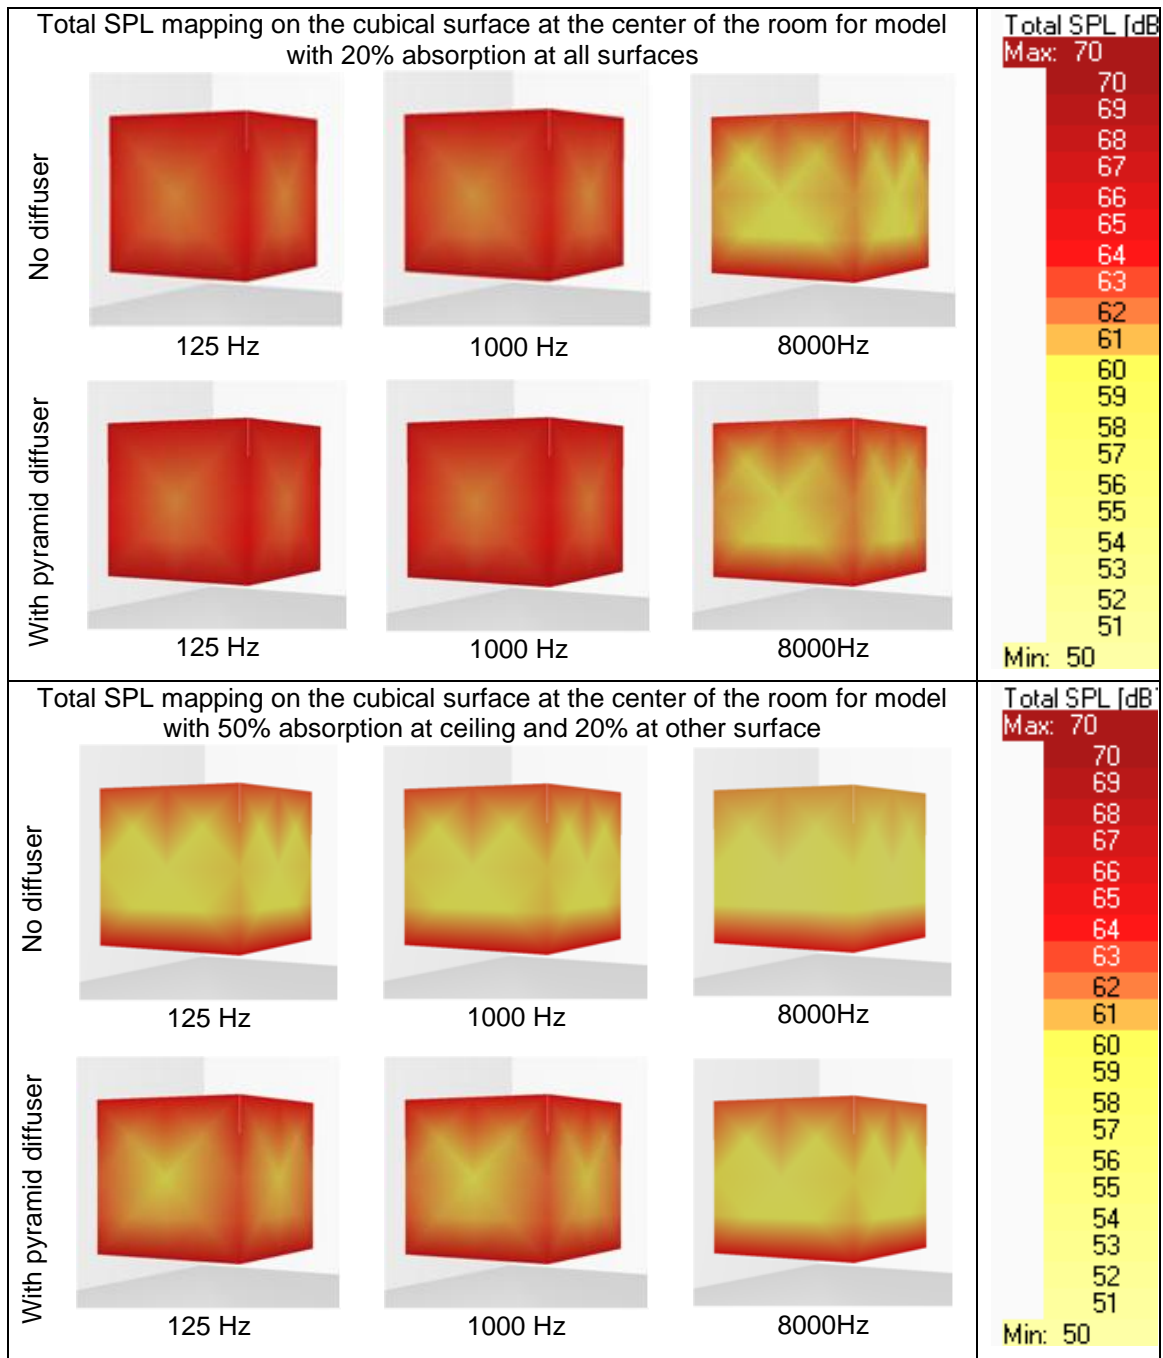 Total SPL mapping on the cubical surface at the center of the room for model
with 20% absorption at all surfaces
No diffuser
125 Hz
1000 Hz
8000Hz
With pyramid diffuser
125 Hz
1000 Hz
8000Hz
Total SPL [dB
Max: 70
70
69
68
67
66
65
64
63
62
61
60
59
58
57
56
55
54
53
52
51
Min: 50
Total SPL mapping on the cubical surface at the center of the room for model
with 50% absorption at ceiling and 20% at other surface
No diffuser
125 Hz
1000 Hz
8000Hz
With pyramid diffuser
125 Hz
1000 Hz
8000Hz
Total SPL [dB
Max: 70
70
69
68
67
66
65
64
63
62
61
60
59
58
57
56
55
54
53
52
51
Min: 50